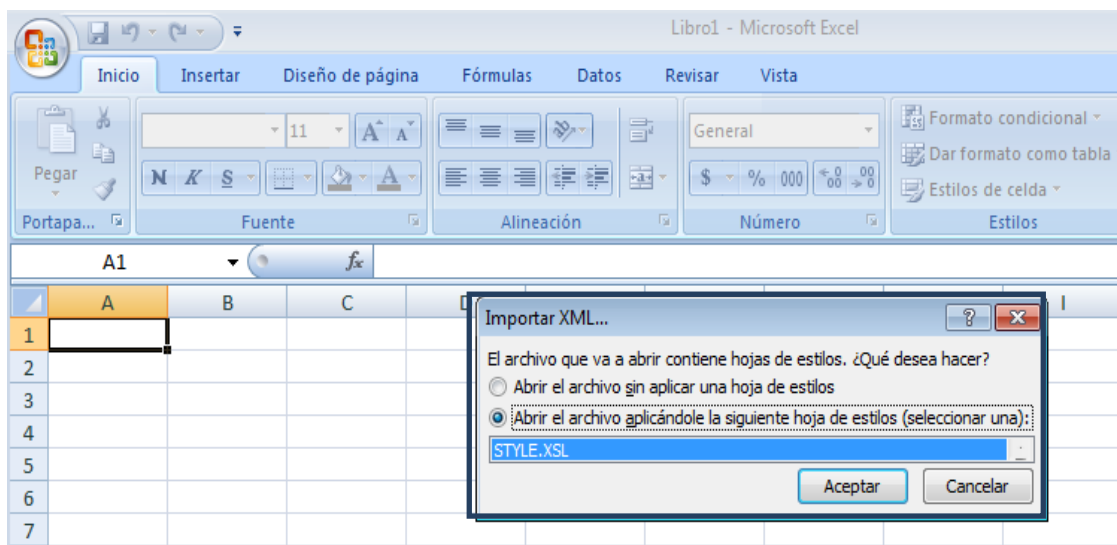 Libro1 - Microsoft Excel
Inicio Insertar Diseño de página Fórmulas Datos Revisar Vista
Pegar
11 A A
General
Formato condicional
Dar formato como tabla
N K S A $ % 000
Estilos de celda
Portapa... Fuente Alineación Número Estilos
A1 fx
A B C D I
1
2
3
4
5
6
7
Importar XML...
El archivo que va a abrir contiene hojas de estilos. ¿Qué desea hacer?
Abrir el archivo sin aplicar una hoja de estilos
Abrir el archivo aplicándole la siguiente hoja de estilos (seleccionar una):
STYLE.XSL
Aceptar Cancelar